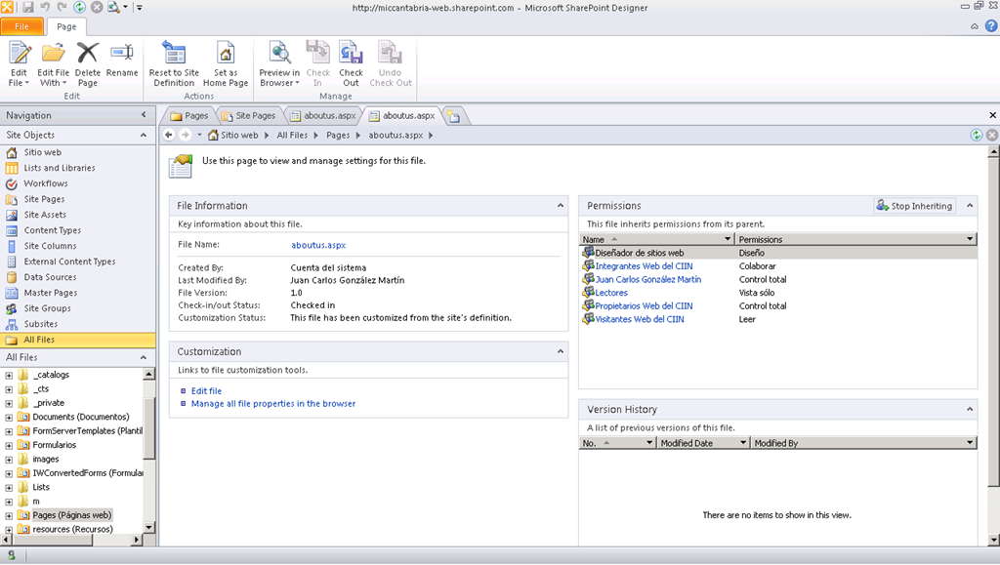 http://miccantabria-web.sharepoint.com - Microsoft SharePoint Designer
File Page
Edit File
Edit File With
Delete Page
Rename
Reset to Site Definition
Set as Home Page
Preview in Browser
Check In
Check Out
Undo Check Out
Edit Actions Manage
Navigation
Pages Site Pages aboutus.aspx aboutus.aspx
Site Objects
Sitio web All Files Pages aboutus.aspx
Sitio web
Lists and Libraries
Workflows
Site Pages
Site Assets
Content Types
Site Columns
External Content Types
Data Sources
Master Pages
Site Groups
Subsites
All Files
All Files
_catalogs
_cts
_private
Documents (Documentos)
FormServerTemplates (Plantil
Formularios
images
IWConvertedForms (Formular
Lists
m
Pages (Páginas web)
resources (Recursos)
Use this page to view and manage settings for this file.
File Information
Key information about this file.
File Name: aboutus.aspx
Created By: Cuenta del sistema
Last Modified By: Juan Carlos González Martín
File Version: 1.0
Check-in/out Status: Checked in
Customization Status: This file has been customized from the site's definition.
Customization
Links to file customization tools.
Edit file
Manage all file properties in the browser
Permissions Stop Inheriting
This file inherits permissions from its parent.
Name Permissions
Diseñador de sitios web Diseño
Integrantes Web del CIIN Colaborar
Juan Carlos González Martín Control total
Lectores Vista sólo
Propietarios Web del CIIN Control total
Visitantes Web del CIIN Leer
Version History
A list of previous versions of this file.
No. Modified Date Modified By
There are no items to show in this view.